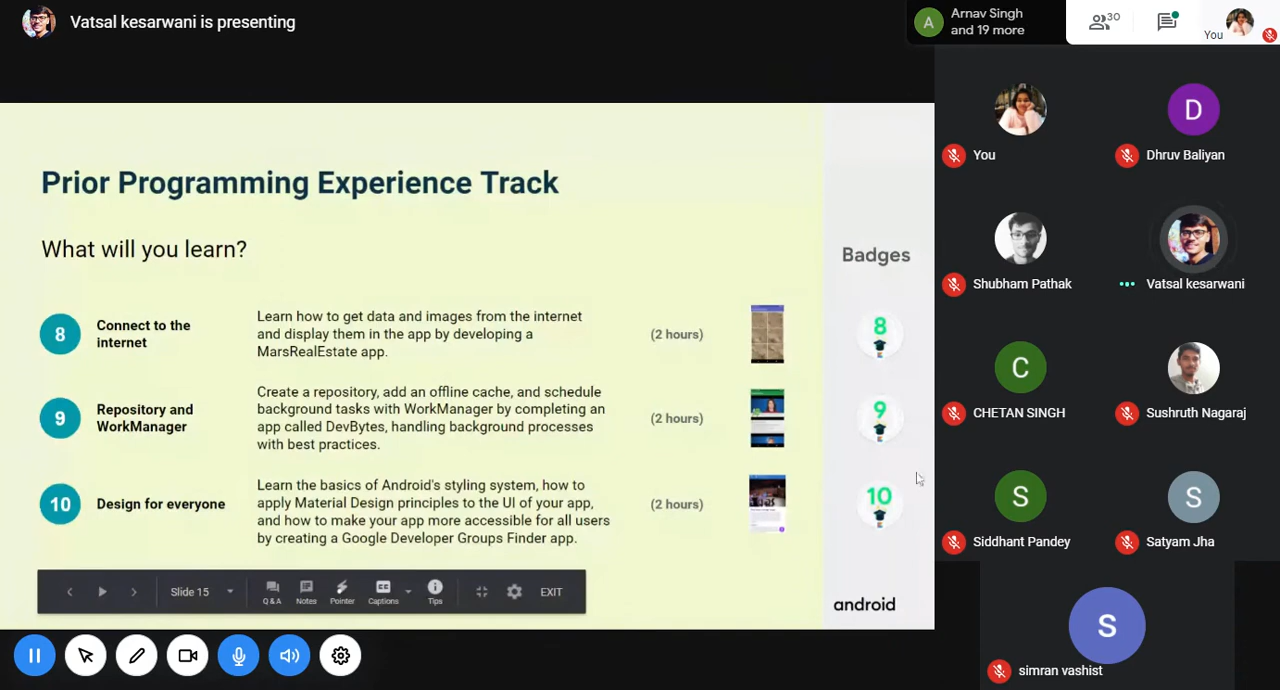 Vatsal kesarwani is presenting
A
Arnav Singh
and 19 more
30
You
Prior Programming Experience Track
What will you learn?
Badges
8
Connect to the
internet
Learn how to get data and images from the internet
and display them in the app by developing a
MarsRealEstate app.
(2 hours)
8
9
Repository and
WorkManager
Create a repository, add an offline cache, and schedule
background tasks with WorkManager by completing an
app called DevBytes, handling background processes
with best practices.
(2 hours)
9
10
Design for everyone
Learn the basics of Android's styling system, how to
apply Material Design principles to the UI of your app,
and how to make your app more accessible for all users
by creating a Google Developer Groups Finder app.
(2 hours)
10
Slide 15
Q&A
Notes
Pointer
CC
Captions
Tips
EXIT
android
You
D
Dhruv Baliyan
Shubham Pathak
Vatsal kesarwani
C
CHETAN SINGH
Sushruth Nagaraj
S
Siddhant Pandey
S
Satyam Jha
S
simran vashist